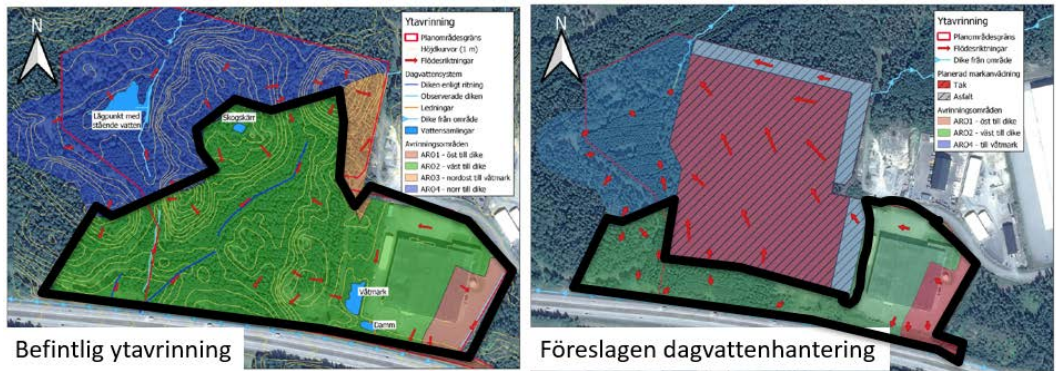 N
Ytavrinning
Planområdesgräns
Höjdkurvor (1 m)
Flödesriktningar
Dagvattensystem
Diken enligt ritning
Observerade diken
Ledningar
Dike från område
Vattensamlingar
Avrinningsområden
ARO1 - öst till dike
ARO2 - väst till dike
ARO3 - nordost till våtmark
ARO4 - norr till dike
Lågpunkt med
stående vatten
Skogskärr
Våtmark
Damm
Befintlig ytavrinning
N
Ytavrinning
Planområdesgräns
Flödesriktningar
Dike från område
Planerad markanvädning
Tak
Asfalt
Avrinningsområden
ARO1 - öst till dike
ARO2 - väst till dike
ARO4 - till våtmark
Föreslagen dagvattenhantering